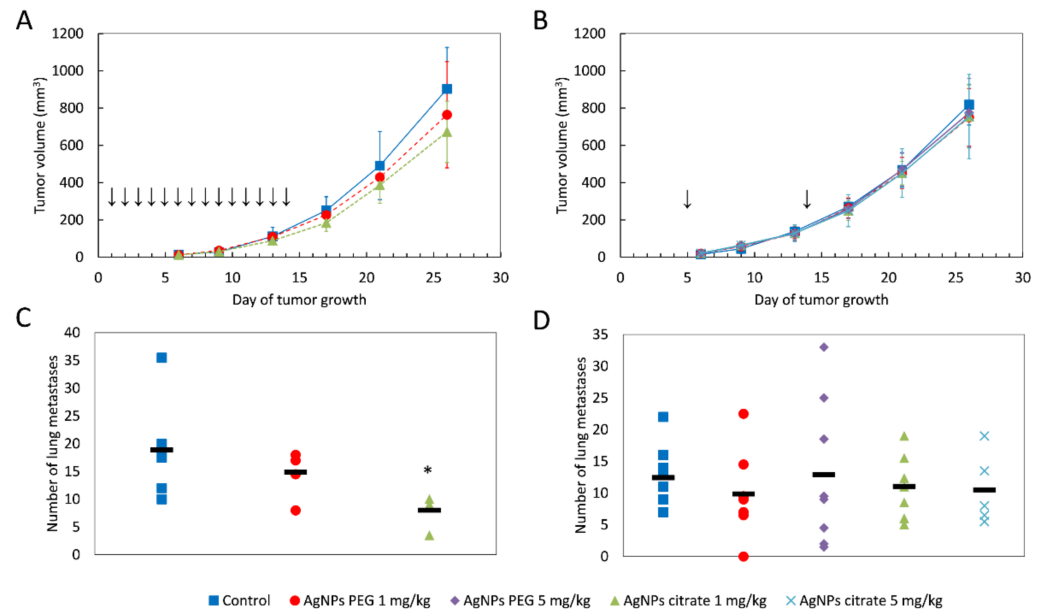 A
B
1200
1000
800
600
400
200
0
Tumor volume (mm³)
0 5 10 15 20 25 30
Day of tumor growth
1200
1000
800
600
400
200
0
Tumor volume (mm³)
0 5 10 15 20 25 30
Day of tumor growth
C
D
40
35
30
25
20
15
10
5
0
Number of lung metastases
*
35
30
25
20
15
10
5
0
Number of lung metastases
Control AgNPs PEG 1 mg/kg AgNPs PEG 5 mg/kg AgNPs citrate 1 mg/kg AgNPs citrate 5 mg/kg